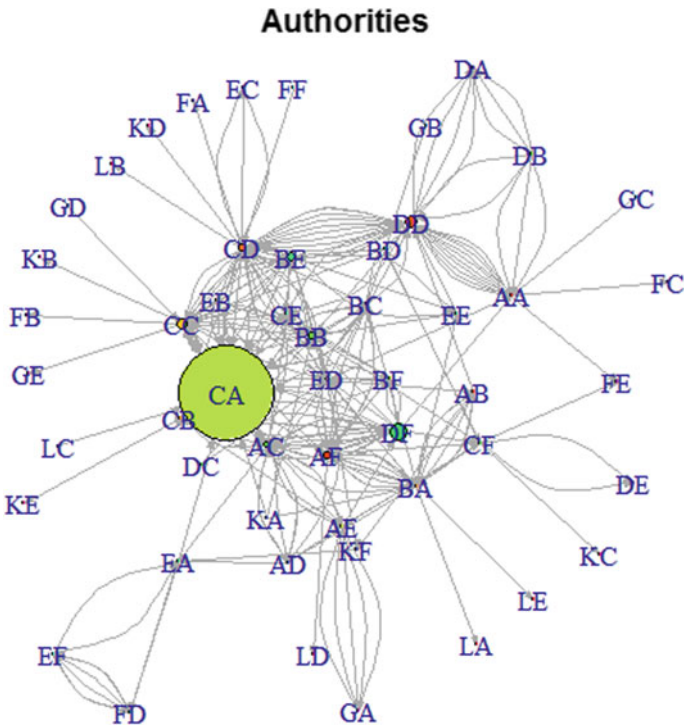 Authorities
DA
EC FF
FA
KD GB
DB
LB
GC
GD
DD
CD BE BD
KB
FC
AA
EB BC
FB CC CE EE
BB
GE ED BF FE
CA AB
CB
DF
LC AC AF CF
DC
BA DE
KE KA
AE
KF KC
EA AD
LE
LA
EF LD
FD GA